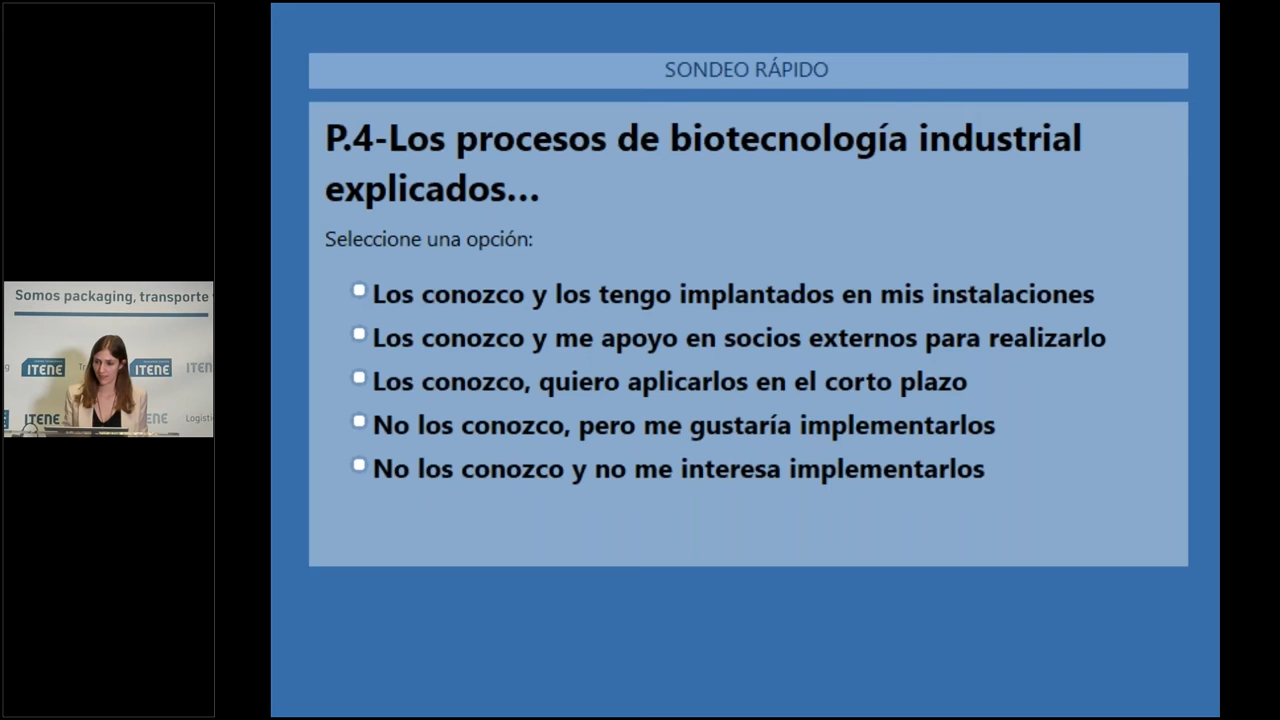 SONDEO RÁPIDO
P.4-Los procesos de biotecnología industrial
explicados...
Seleccione una opción:
Los conozco y los tengo implantados en mis instalaciones
Los conozco y me apoyo en socios externos para realizarlo
Los conozco, quiero aplicarlos en el corto plazo
No los conozco, pero me gustaría implementarlos
No los conozco y no me interesa implementarlos
Somos packaging, transporte
ITENE ITENE ITEN
ITENE ENE Logisti